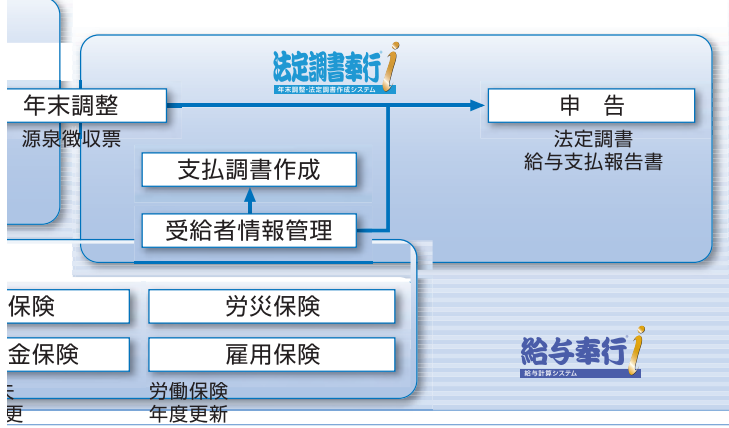 法定調書奉行i
年末調整・法定調書作成システム
年末調整
源泉徴収票
申 告
法定調書
給与支払報告書
支払調書作成
受給者情報管理
保険
労災保険
金保険
雇用保険
更
労働保険
年度更新
給与奉行i
給与計算システム